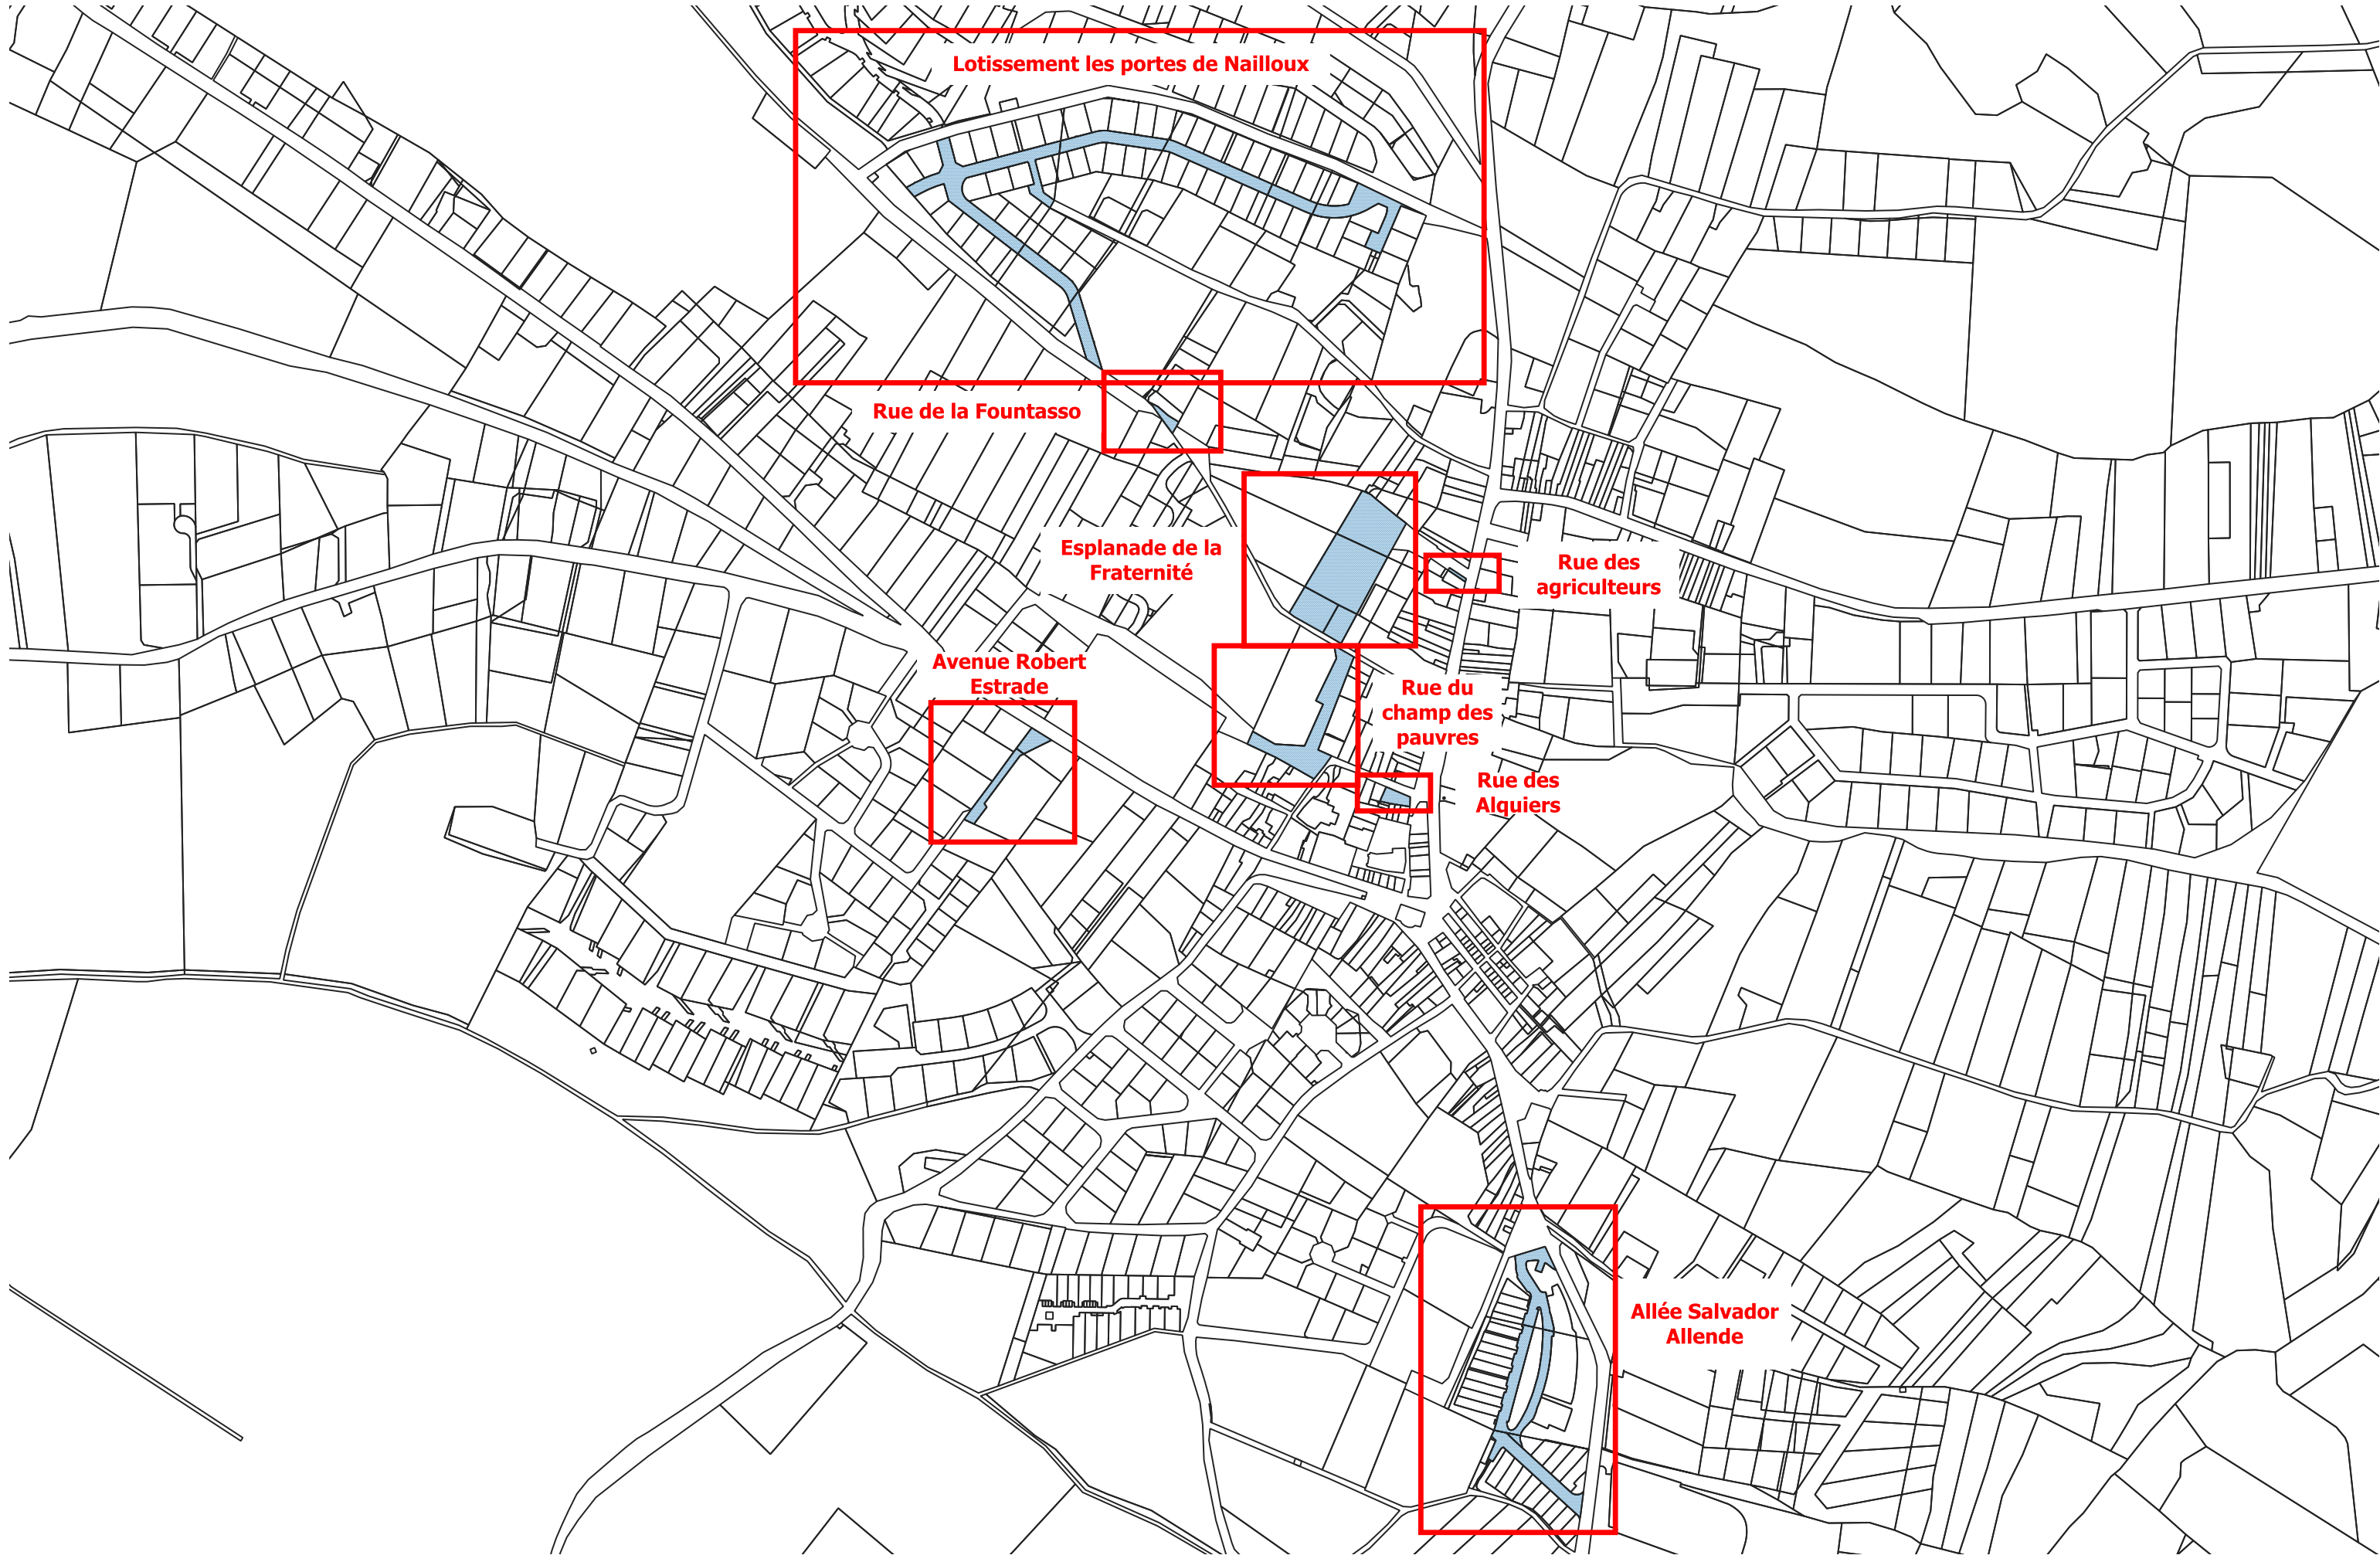 Lotissement les portes de Nailloux
Rue de la Fountasso
Esplanade de la
Fraternité
Rue des
agriculteurs
Avenue Robert
Estrade
Rue du
champ des
pauvres
Rue des
Alquiers
Allée Salvador
Allende